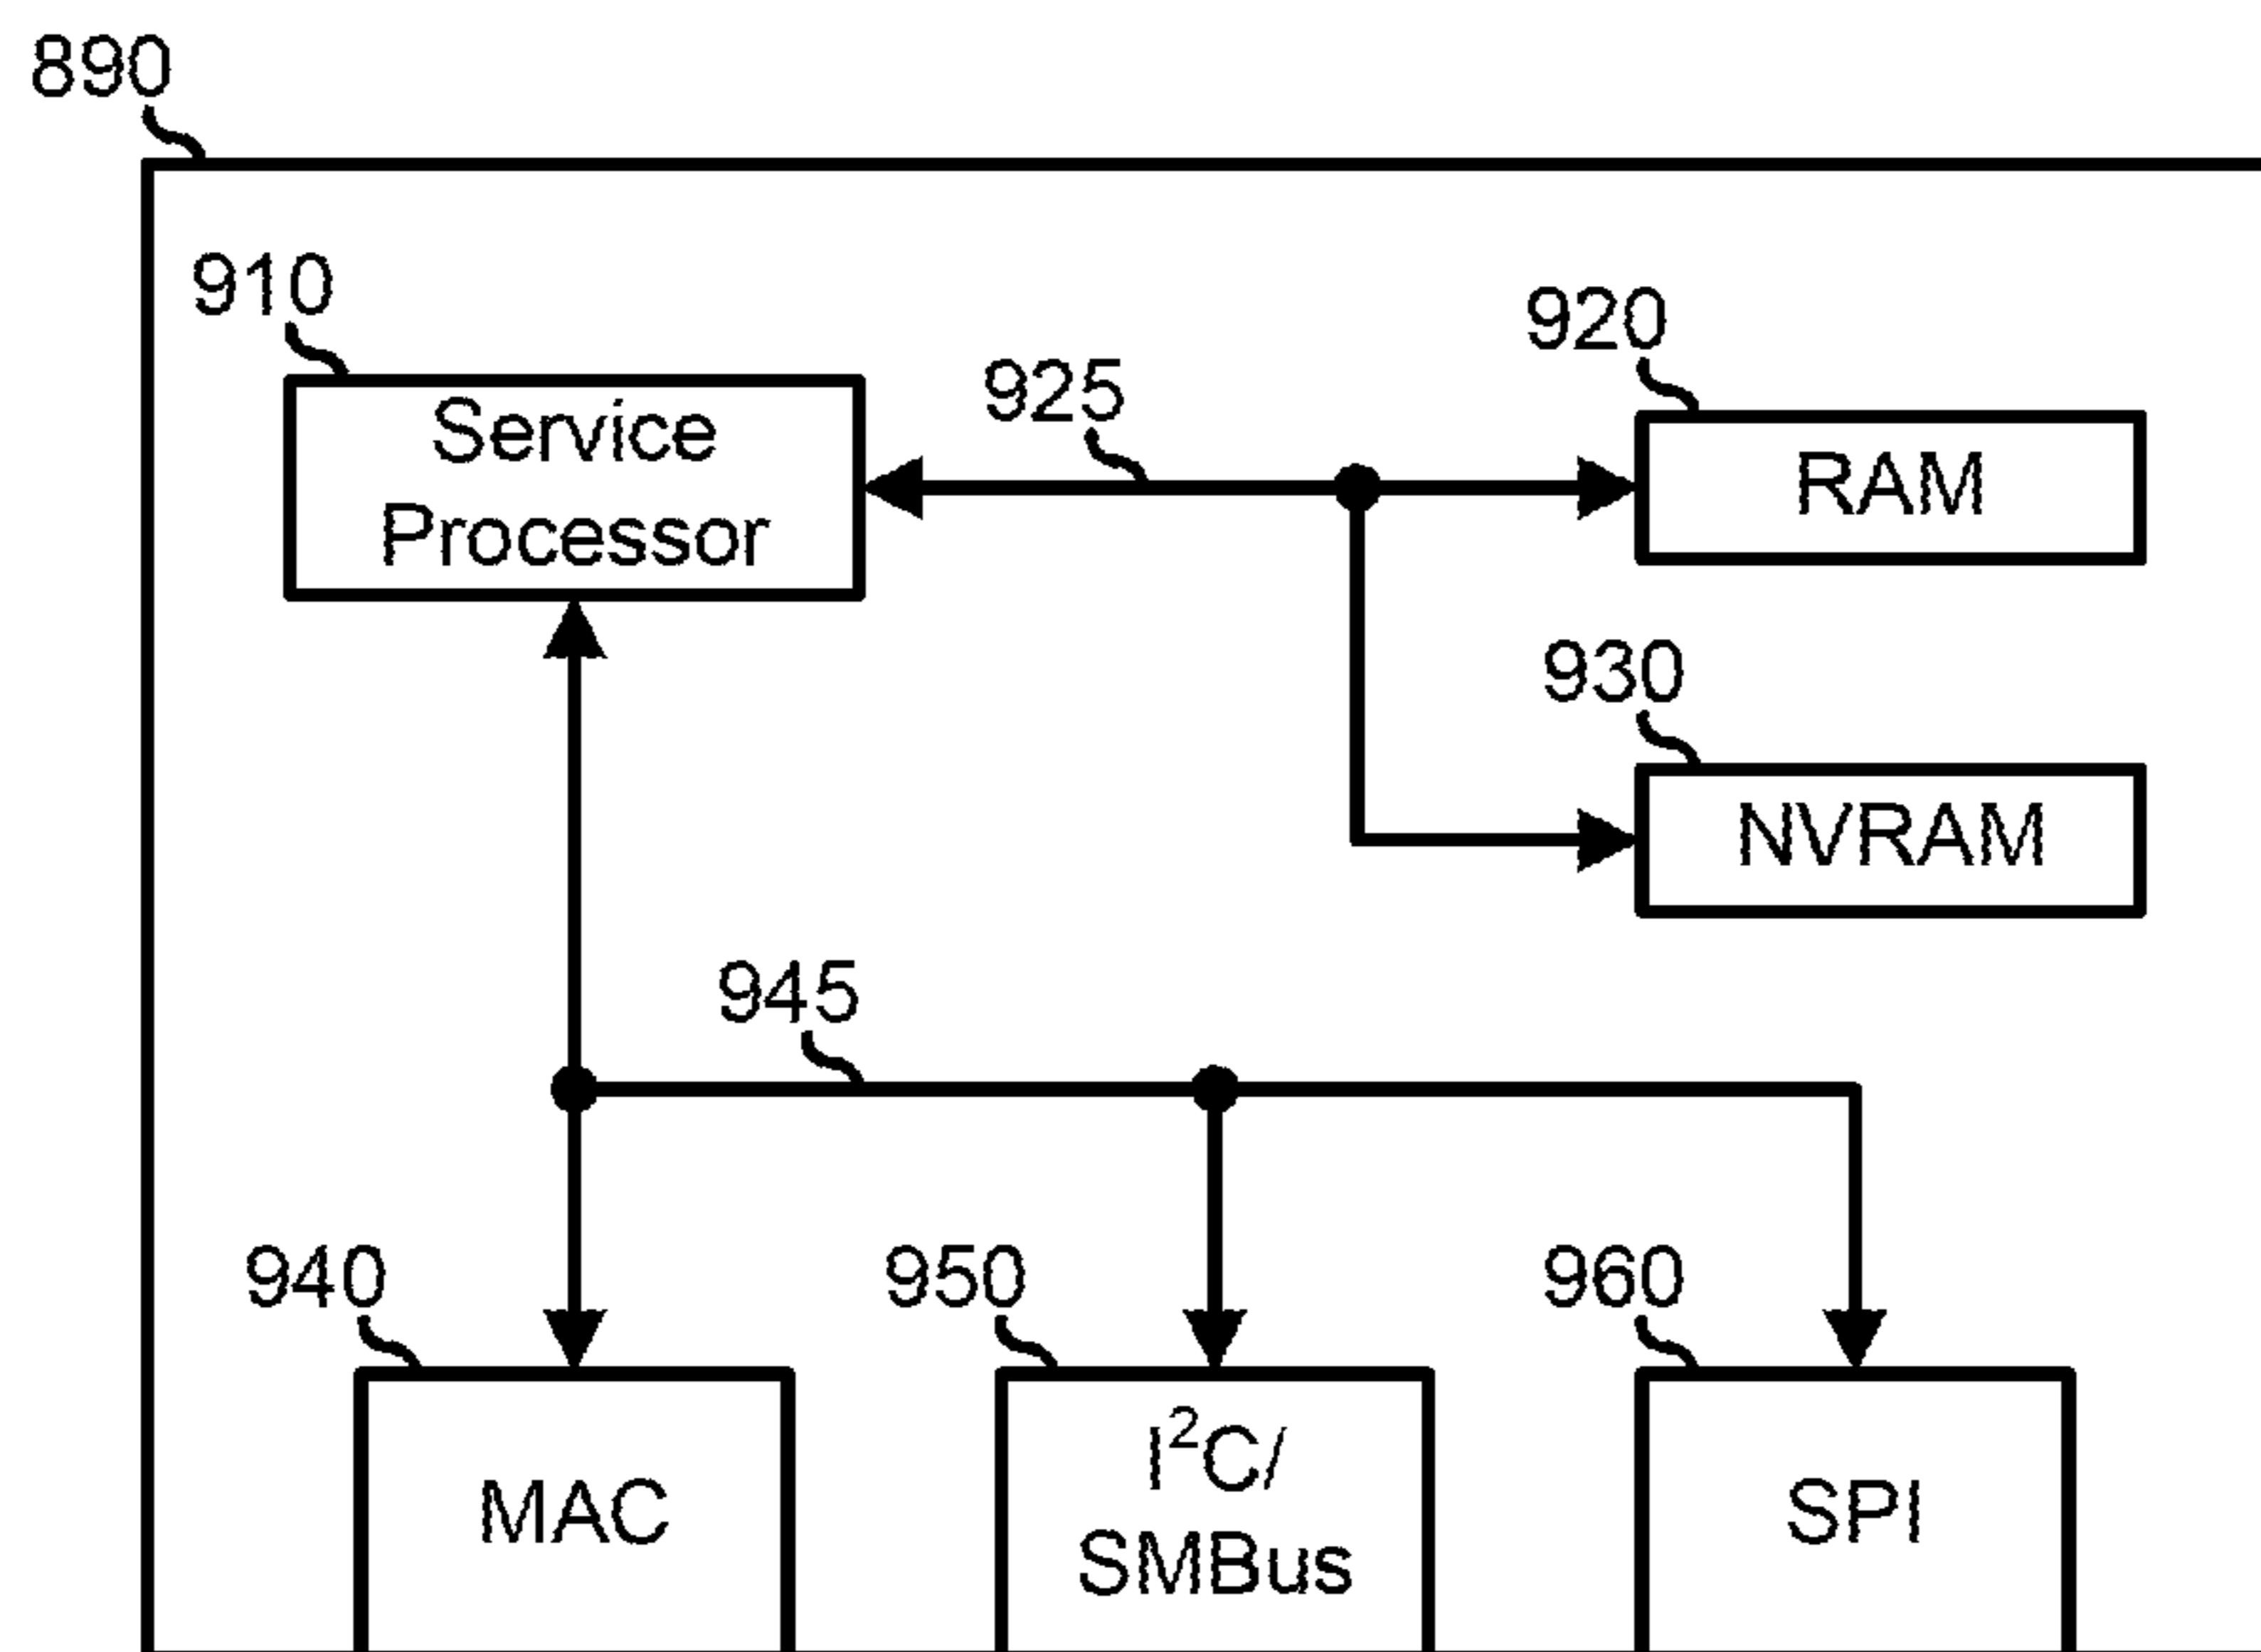 890
910
Service
Processor
925
920
RAM
930
NVRAM
945
940
MAC
950
I²C/
SMBus
960
SPI